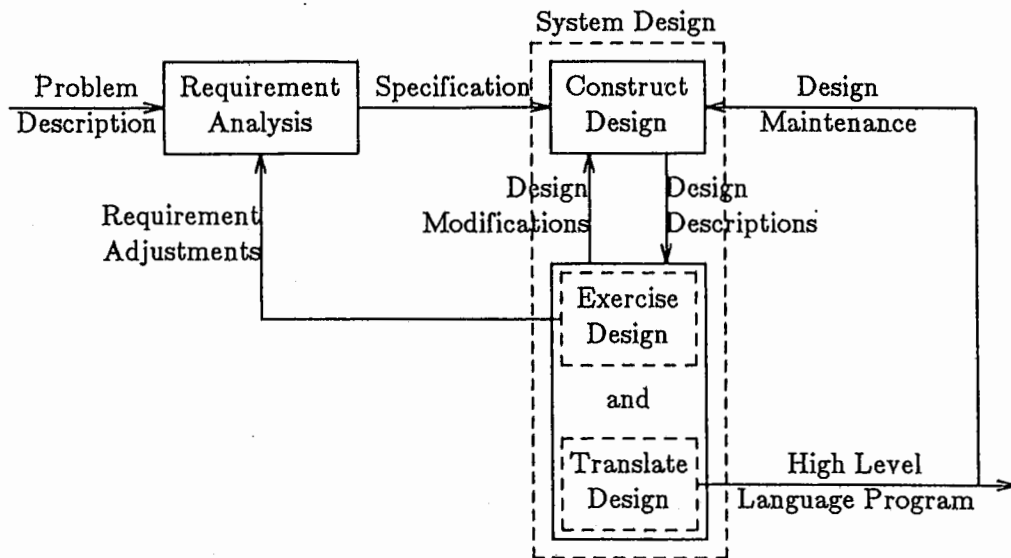 System Design
Problem
Description
Requirement
Analysis
Specification
Construct
Design
Design
Maintenance
Requirement
Adjustments
Design
Modifications
Design
Descriptions
Exercise
Design
and
Translate
Design
High Level
Language Program